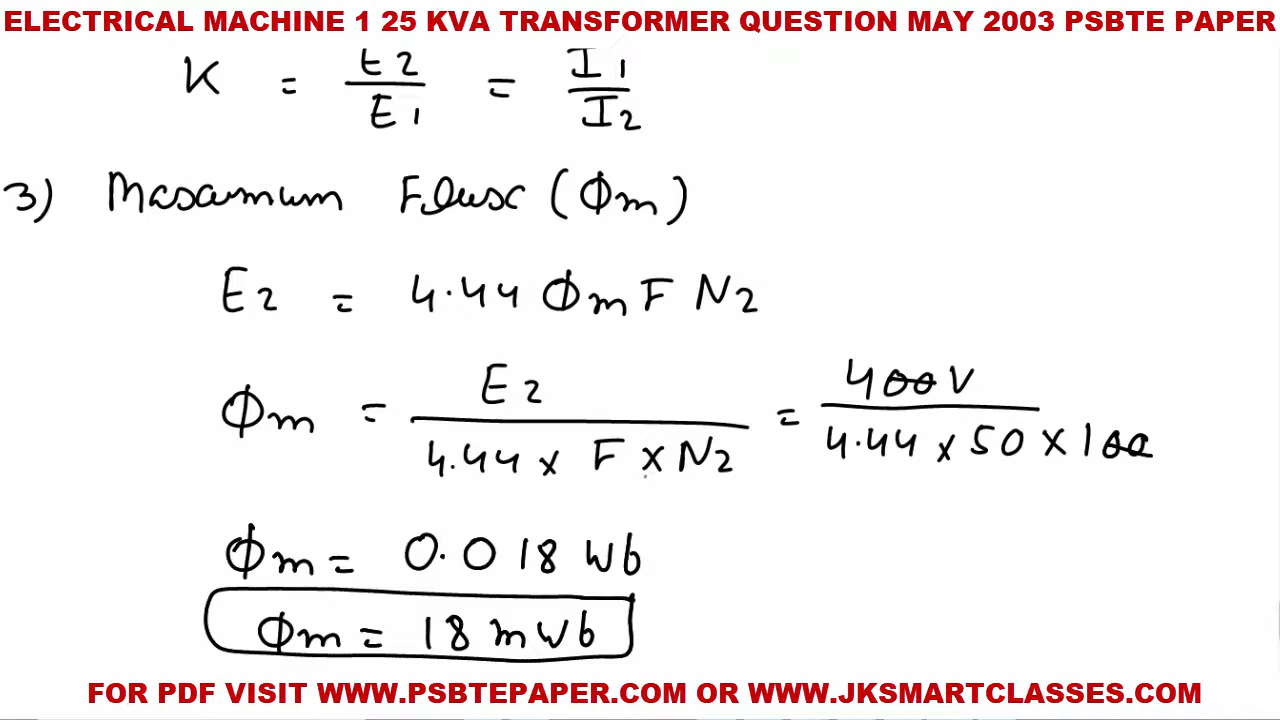 ELECTRICAL MACHINE 1 25 KVA TRANSFORMER QUESTION MAY 2003 PSBTE PAPER
K = E2/E1 = I1/I2
3) Maxamum Flux (Φm)
E2 = 4.44 Φm F N2
Φm = E2/(4.44 x F x N2) = 400V/(4.44 x 50 x 100)
Φm = 0.018 wb
Φm = 18 mwb
FOR PDF VISIT WWW.PSBTEPAPER.COM OR WWW.JKSMARTCLASSES.COM